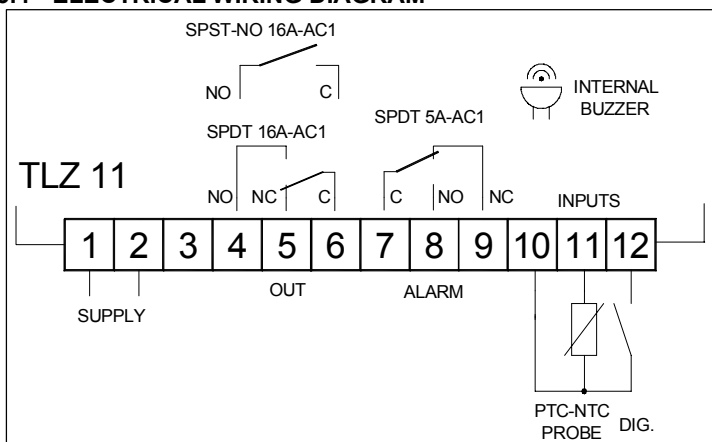 ELECTRICAL WIRING DIAGRAM
SPST-NO 16A-AC1
NO C
INTERNAL
BUZZER
SPDT 16A-AC1
SPDT 5A-AC1
TLZ 11
NO NC C
C NO NC
INPUTS
1 2 3 4 5 6 7 8 9 10 11 12
SUPPLY
OUT
ALARM
PTC-NTC
PROBE
DIG.